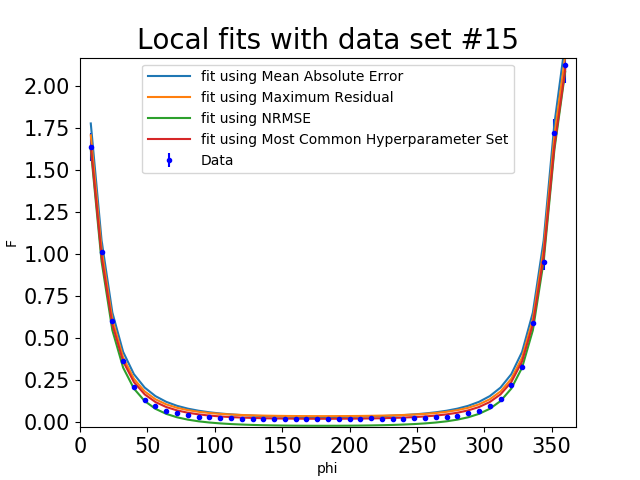 Local fits with data set #15
fit using Mean Absolute Error
fit using Maximum Residual
fit using NRMSE
fit using Most Common Hyperparameter Set
Data
F
2.00
1.75
1.50
1.25
1.00
0.75
0.50
0.25
0.00
0 50 100 150 200 250 300 350
phi